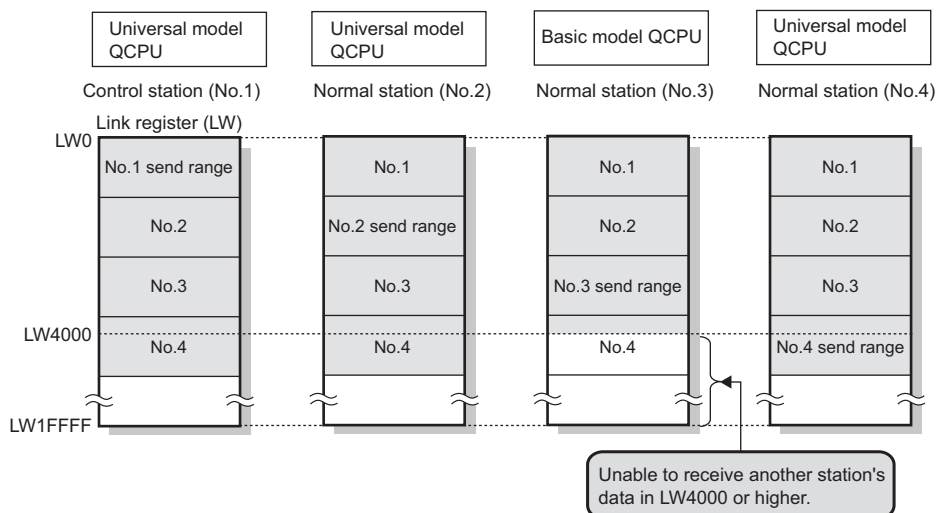 Universal model
QCPU
Universal model
QCPU
Basic model QCPU
Universal model
QCPU
Control station (No.1)
Normal station (No.2)
Normal station (No.3)
Normal station (No.4)
Link register (LW)
LW0
No.1 send range
No.1
No.1
No.1
No.2
No.2 send range
No.2
No.2
No.3
No.3
No.3 send range
No.3
LW4000
No.4
No.4
No.4
No.4 send range
LW1FFFF
Unable to receive another station's
data in LW4000 or higher.